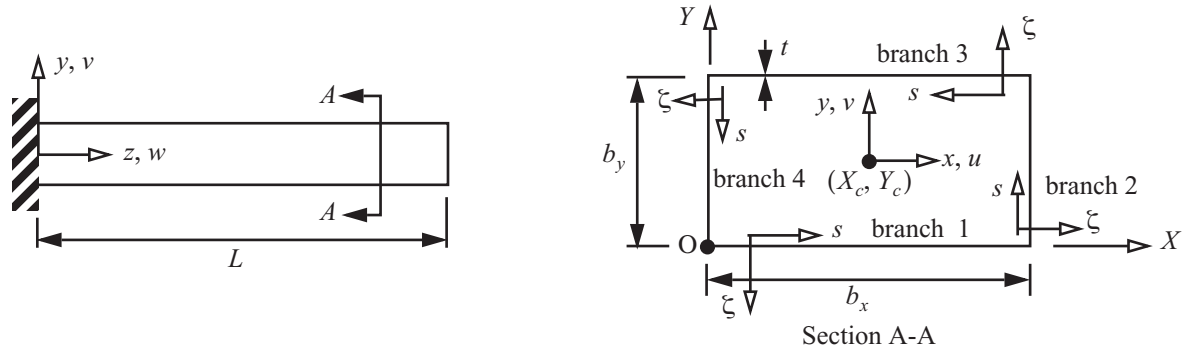 y, v
z, w
A
A
L
Y
t
branch 3
ζ
s
ζ
s
y, v
x, u
b_y
branch 4
(X_c, Y_c)
s
branch 2
ζ
O
s
branch 1
X
ζ
b_x
Section A-A